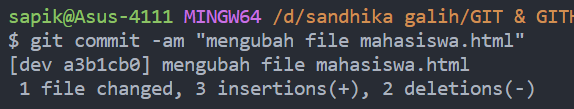 sapik@Asus-4111 MINGW64 /d/sandhika galih/GIT & GITH
$ git commit -am "mengubah file mahasiswa.html"
[dev a3b1cb0] mengubah file mahasiswa.html
1 file changed, 3 insertions(+), 2 deletions(-)